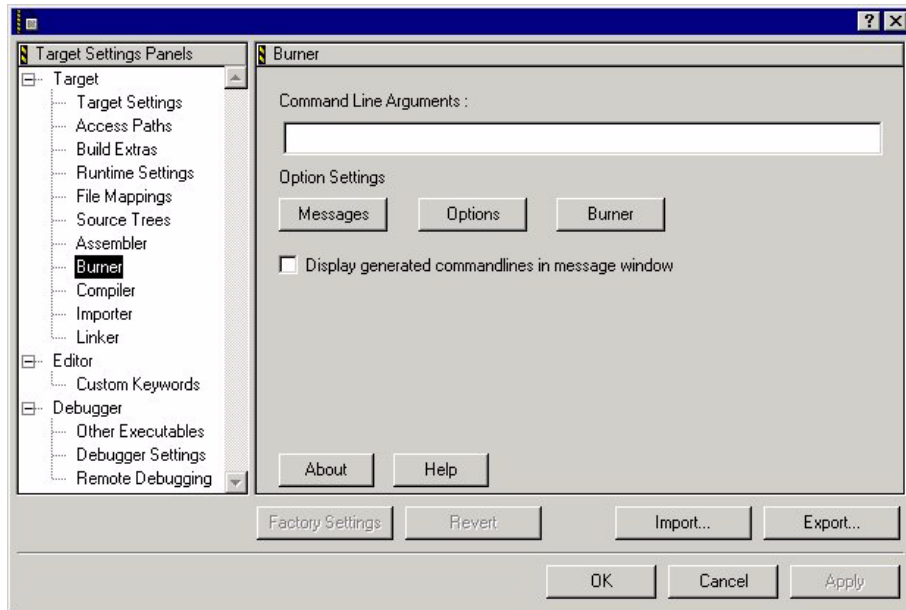 Target Settings Panels
Target
Target Settings
Access Paths
Build Extras
Runtime Settings
File Mappings
Source Trees
Assembler
Burner
Compiler
Importer
Linker
Editor
Custom Keywords
Debugger
Other Executables
Debugger Settings
Remote Debugging
Burner
Command Line Arguments :
Option Settings
Messages Options Burner
Display generated commandlines in message window
About Help
Factory Settings Revert Import... Export...
OK Cancel Apply